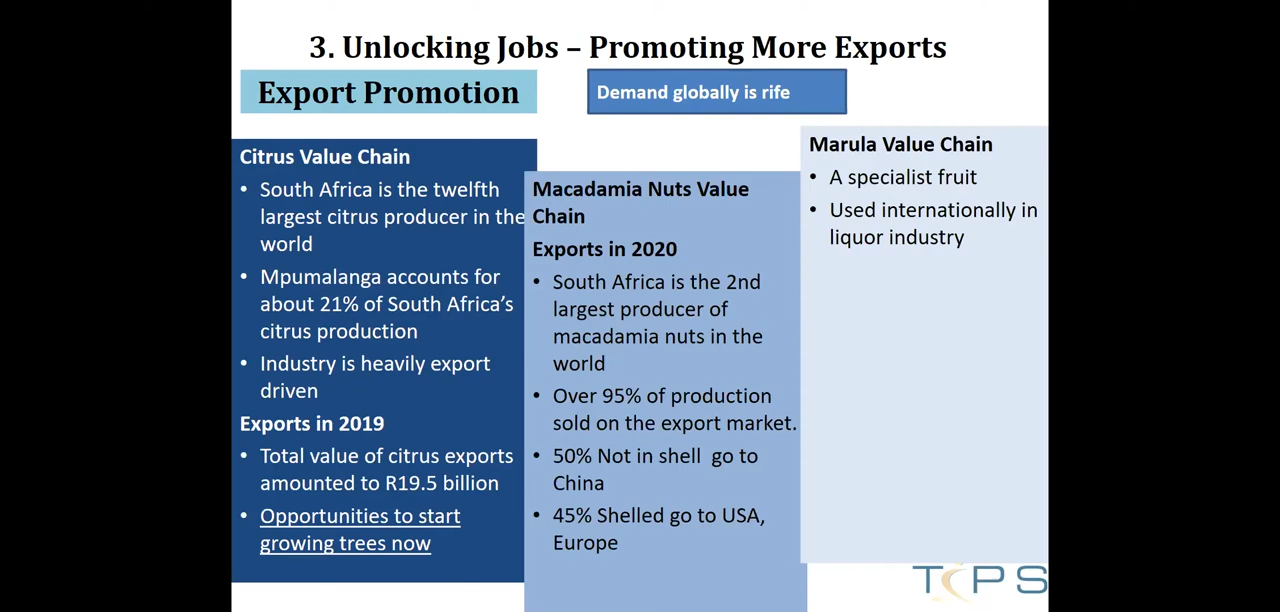 3. Unlocking Jobs – Promoting More Exports
Export Promotion
Demand globally is rife
Citrus Value Chain
• South Africa is the twelfth
largest citrus producer in the
world
• Mpumalanga accounts for
about 21% of South Africa’s
citrus production
• Industry is heavily export
driven
Exports in 2019
• Total value of citrus exports
amounted to R19.5 billion
• Opportunities to start
growing trees now
Macadamia Nuts Value
Chain
Exports in 2020
• South Africa is the 2nd
largest producer of
macadamia nuts in the
world
• Over 95% of production
sold on the export market.
• 50% Not in shell go to
China
• 45% Shelled go to USA,
Europe
Marula Value Chain
• A specialist fruit
• Used internationally in
liquor industry
TIPS